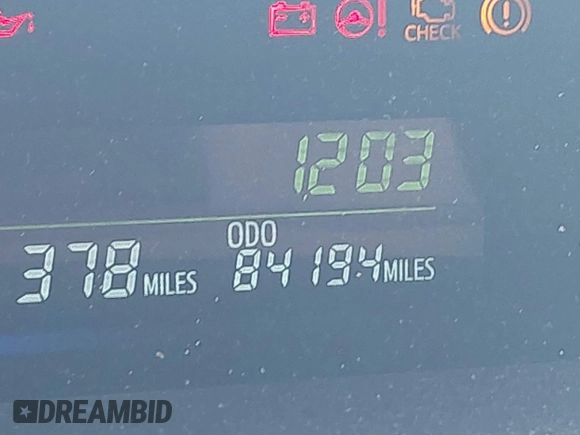 CHECK
1203
ODO
378 MILES 84194 MILES
DREAMBID